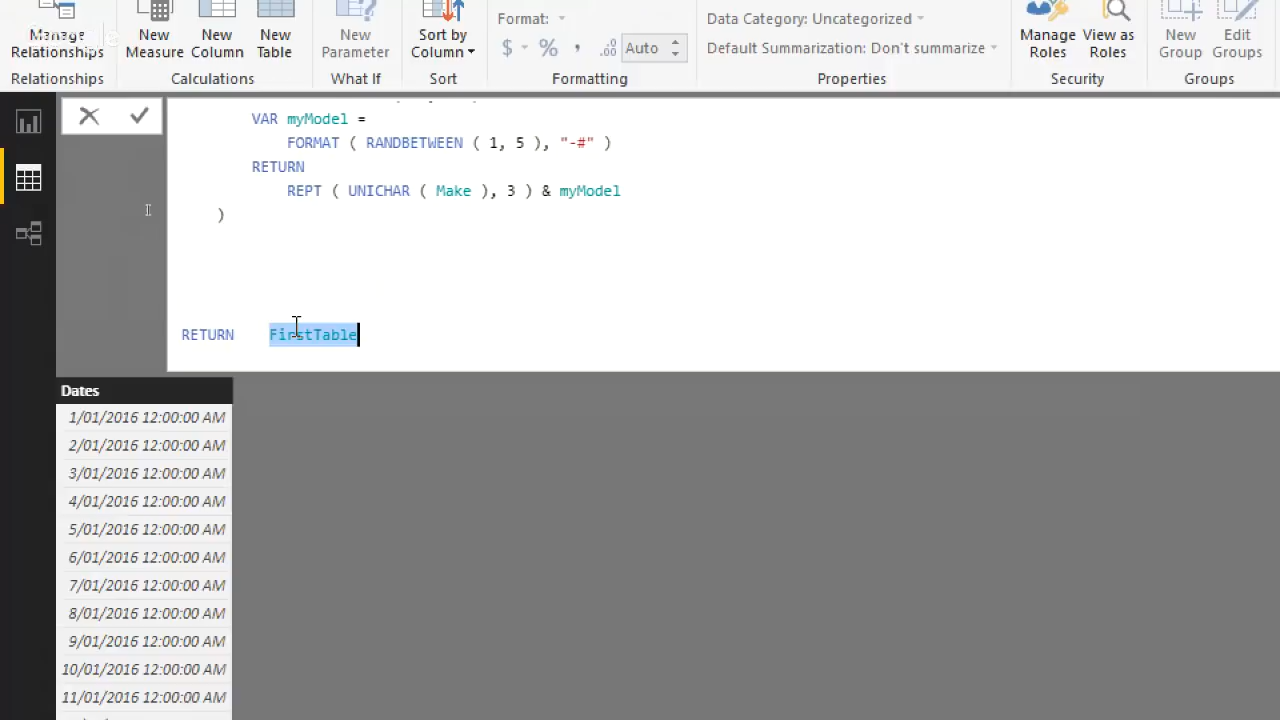 Manage Relationships
New Measure
New Column
New Table
New Parameter
Sort by Column
Format:
$ % , .00 Auto
Data Category: Uncategorized
Default Summarization: Don't summarize
Manage Roles
View as Roles
New Group
Edit Groups
Relationships
Calculations
What If
Sort
Formatting
Properties
Security
Groups
VAR myModel =
FORMAT ( RANDBETWEEN ( 1, 5 ), "-#" )
RETURN
REPT ( UNICHAR ( Make ), 3 ) & myModel
)
RETURN FirstTable
Dates
1/01/2016 12:00:00 AM
2/01/2016 12:00:00 AM
3/01/2016 12:00:00 AM
4/01/2016 12:00:00 AM
5/01/2016 12:00:00 AM
6/01/2016 12:00:00 AM
7/01/2016 12:00:00 AM
8/01/2016 12:00:00 AM
9/01/2016 12:00:00 AM
10/01/2016 12:00:00 AM
11/01/2016 12:00:00 AM